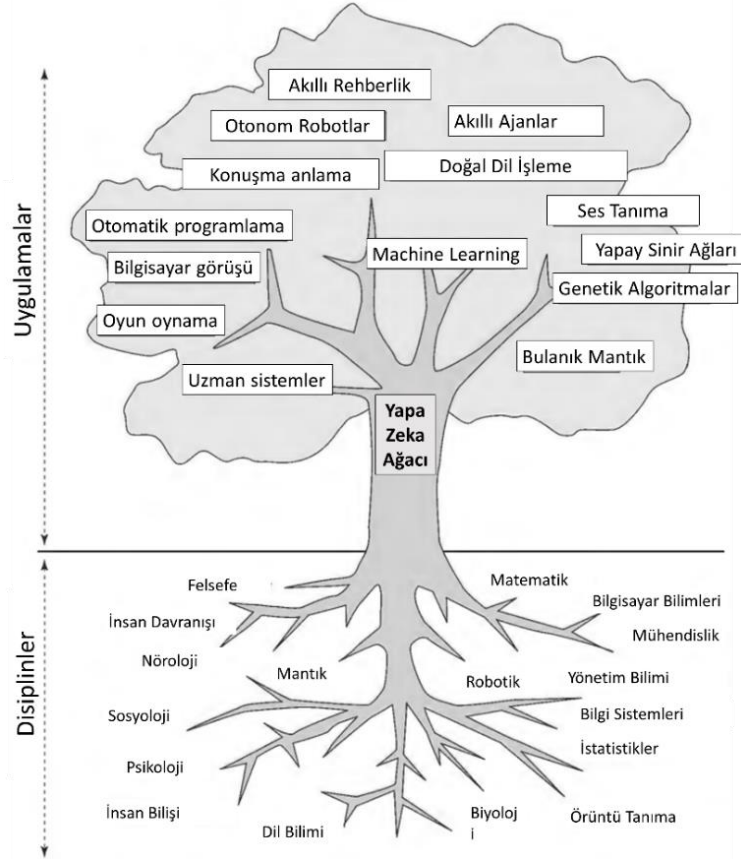 Akıllı Rehberlik
Otonom Robotlar
Akıllı Ajanlar
Konuşma anlama
Doğal Dil İşleme
Ses Tanıma
Otomatik programlama
Machine Learning
Yapay Sinir Ağları
Bilgisayar görüşü
Genetik Algoritmalar
Oyun oynama
Bulanık Mantık
Uzman sistemler
Yapa
Zeka
Ağacı
Uygulamalar
Disiplinler
Felsefe
Matematik
İnsan Davranışı
Bilgisayar Bilimleri
Mühendislik
Nöroloji
Mantık
Robotik
Yönetim Bilimi
Sosyoloji
Bilgi Sistemleri
İstatistikler
Psikoloji
İnsan Bilişi
Dil Bilimi
Biyoloj
i
Örüntü Tanıma